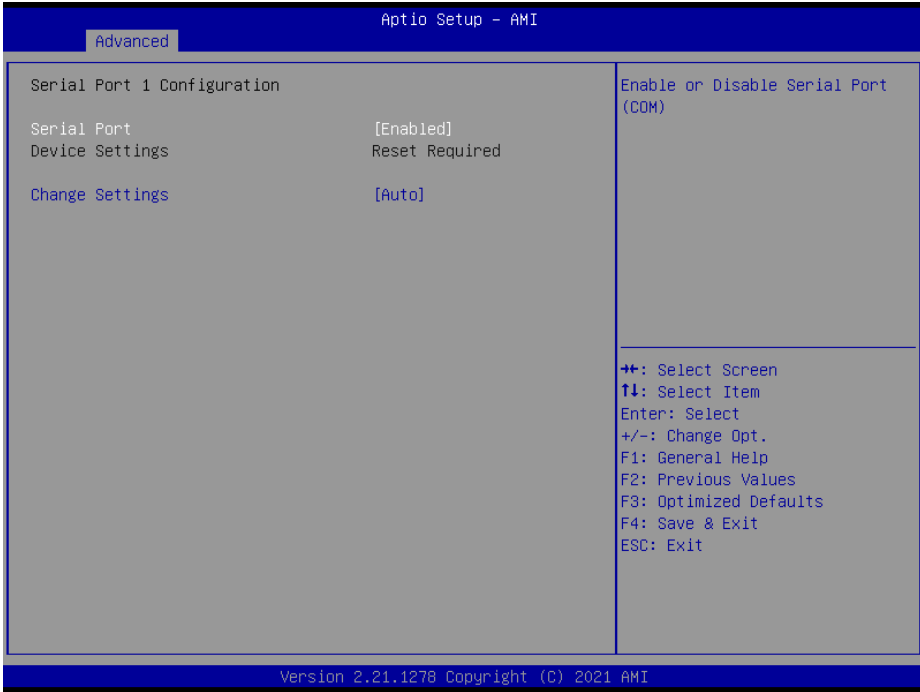 Aptio Setup – AMI
Advanced
Serial Port 1 Configuration
Serial Port [Enabled]
Device Settings Reset Required
Change Settings [Auto]
Enable or Disable Serial Port
(COM)
→←: Select Screen
↑↓: Select Item
Enter: Select
+/-: Change Opt.
F1: General Help
F2: Previous Values
F3: Optimized Defaults
F4: Save & Exit
ESC: Exit
Version 2.21.1278 Copyright (C) 2021 AMI